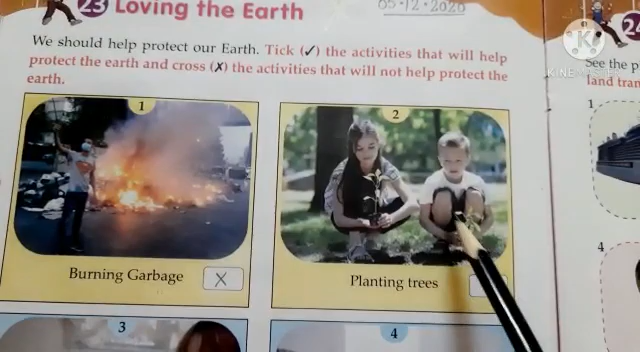 23 Loving the Earth
05-12-2020
We should help protect our Earth. Tick (✓) the activities that will help
protect the earth and cross (✗) the activities that will not help protect the
earth.
1
Burning Garbage X
2
Planting trees
3
4
24
See the
land
1
4
K